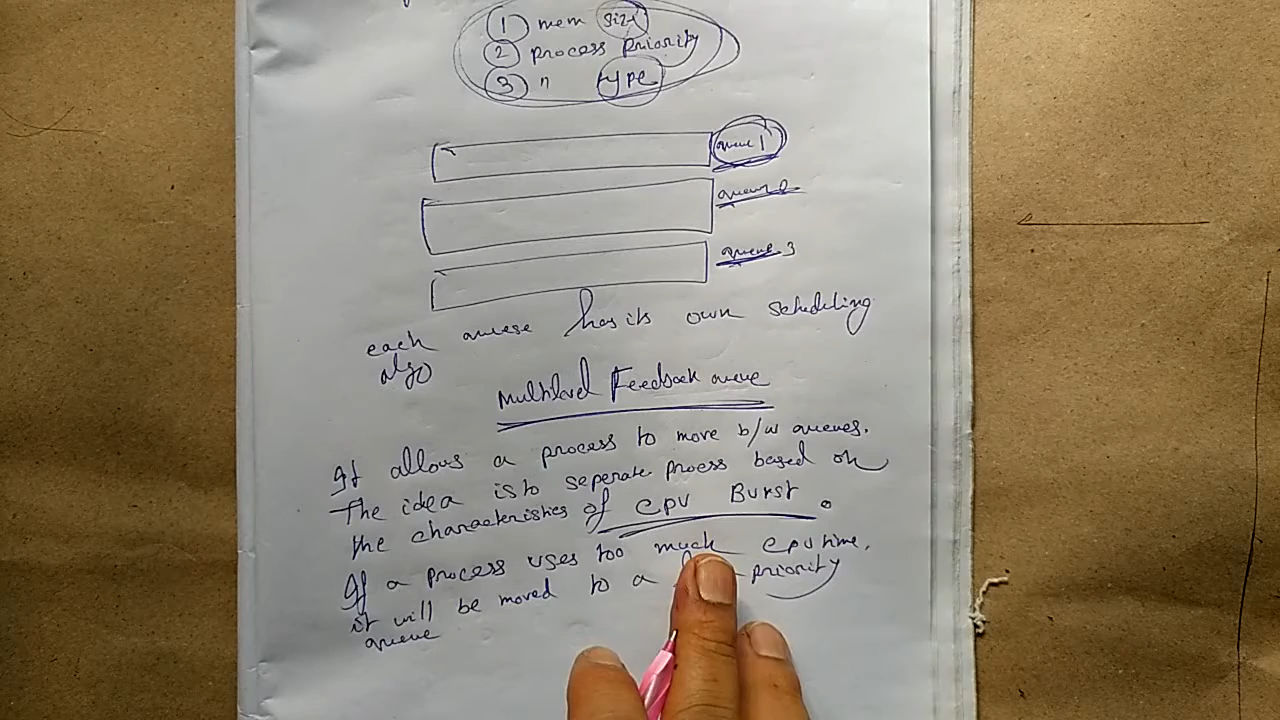 1 mem size
2 process priority
3 " type
queue 1
queue 2
queue 3
each queue has its own scheduling
algo
Multilevel Feedback queue
It allows a process to move b/w queues.
The idea is to seperate process based on
the characteristics of CPU Burst.
If a process uses too much cpu time,
it will be moved to a priority
queue